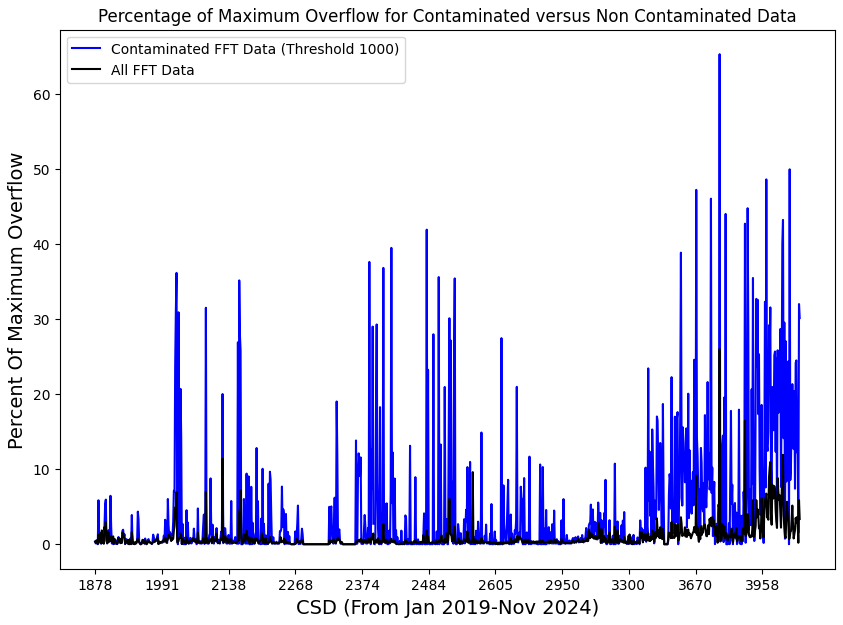 Percentage of Maximum Overflow for Contaminated versus Non Contaminated Data
Contaminated FFT Data (Threshold 1000)
All FFT Data
Percent Of Maximum Overflow
60
50
40
30
20
10
0
1878 1991 2138 2268 2374 2484 2605 2950 3300 3670 3958
CSD (From Jan 2019-Nov 2024)